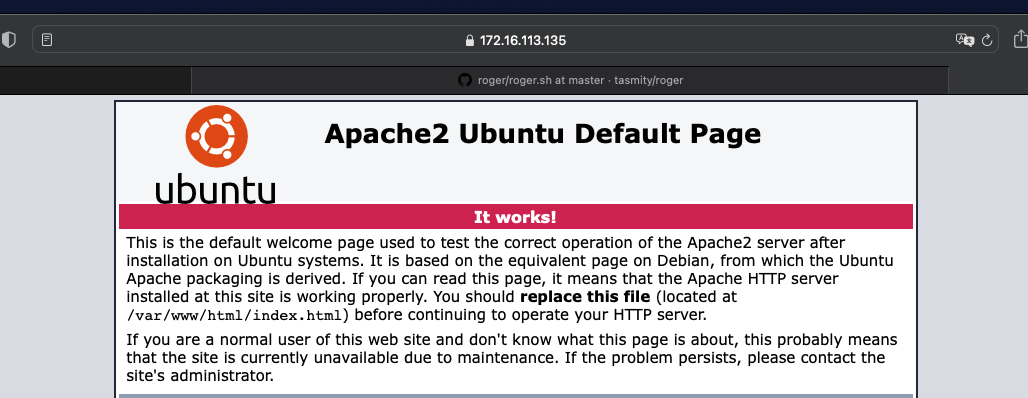 172.16.113.135
roger/roger.sh at master · tasmity/roger
ubuntu
Apache2 Ubuntu Default Page
It works!
This is the default welcome page used to test the correct operation of the Apache2 server after
installation on Ubuntu systems. It is based on the equivalent page on Debian, from which the Ubuntu
Apache packaging is derived. If you can read this page, it means that the Apache HTTP server
installed at this site is working properly. You should replace this file (located at
/var/www/html/index.html) before continuing to operate your HTTP server.
If you are a normal user of this web site and don't know what this page is about, this probably means
that the site is currently unavailable due to maintenance. If the problem persists, please contact the
site's administrator.